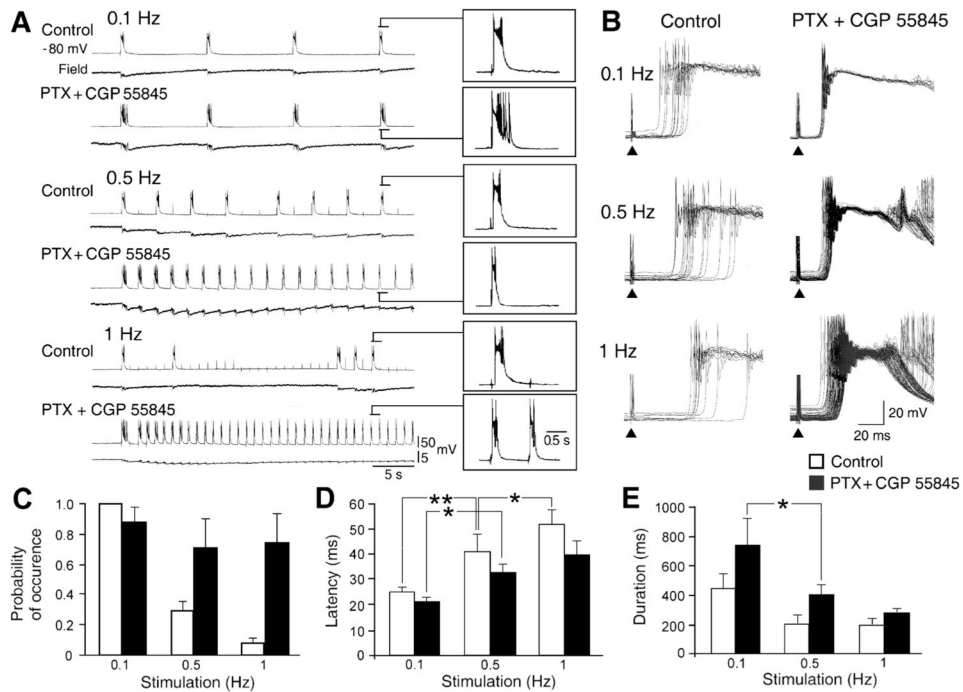 A
0.1 Hz
Control
-80 mV
Field
PTX + CGP 55845
0.5 Hz
Control
PTX + CGP 55845
1 Hz
Control
PTX + CGP 55845
50
mV
5
5 s
0.5 s
B
Control
PTX + CGP 55845
0.1 Hz
0.5 Hz
1 Hz
20 mV
20 ms
Control
PTX + CGP 55845
C
Probability
of occurence
1.0
0.8
0.6
0.4
0.2
0
0.1
0.5
1
Stimulation (Hz)
D
Latency (ms)
60
50
40
30
20
10
0
**
*
*
0.1
0.5
1
Stimulation (Hz)
E
Duration (ms)
1000
800
600
400
200
0
*
0.1
0.5
1
Stimulation (Hz)